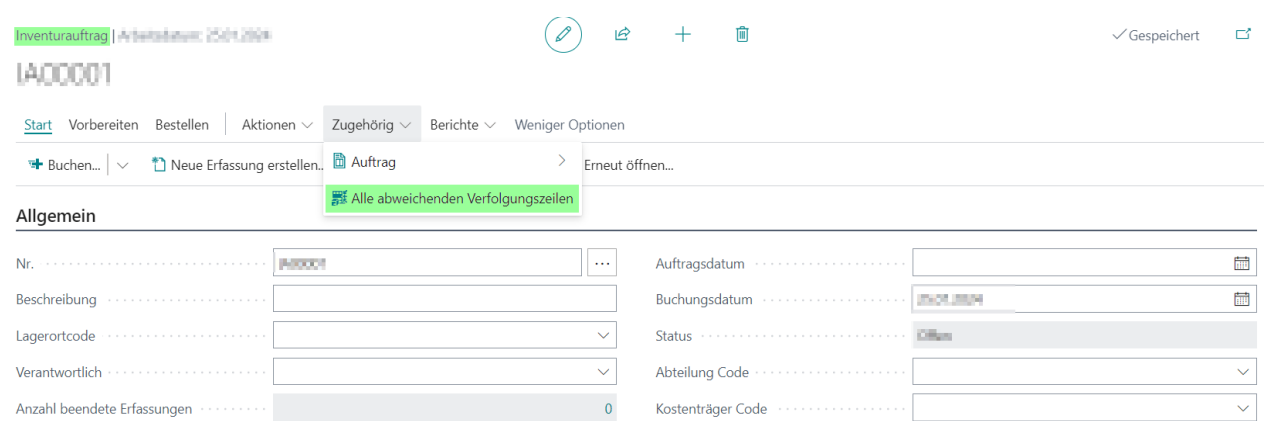 Inventurauftrag |
Gespeichert
Start Vorbereiten Bestellen Aktionen Zugehörig Berichte Weniger Optionen
Buchen... Neue Erfassung erstellen... Auftrag Erneut öffnen...
Alle abweichenden Verfolgungszeilen
Allgemein
Nr. Auftragsdatum
Beschreibung Buchungsdatum
Lagerortcode Status
Verantwortlich Abteilung Code
Anzahl beendete Erfassungen 0 Kostenträger Code